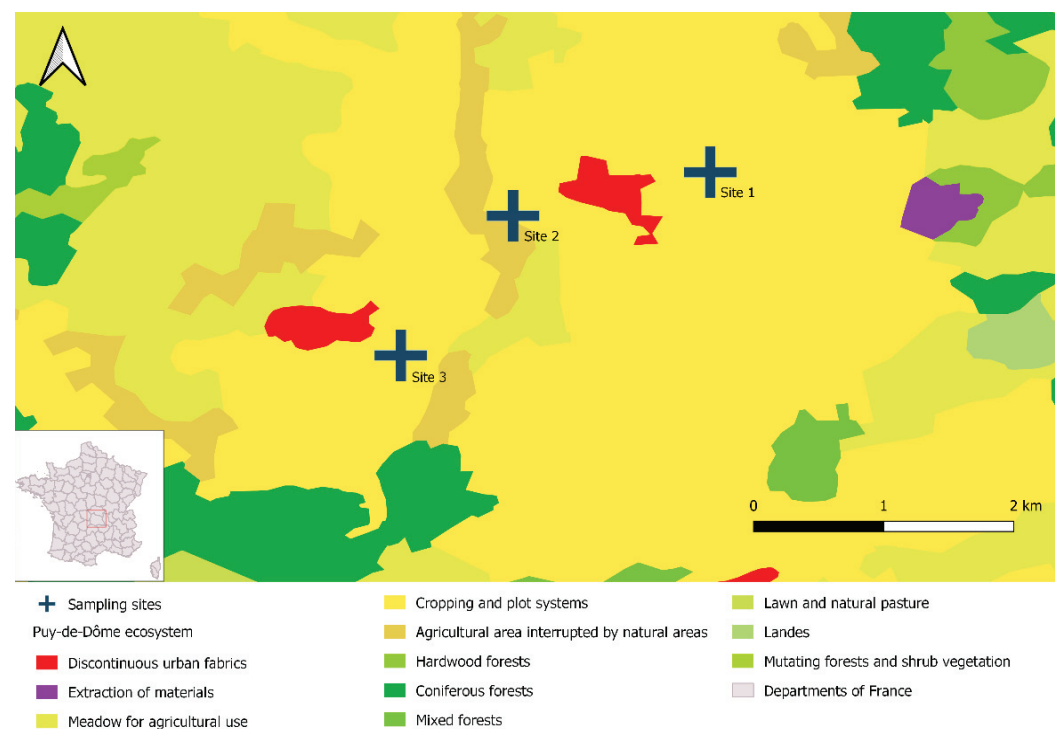 Site 1
Site 2
Site 3
0 1 2 km
Sampling sites
Puy-de-Dôme ecosystem
Discontinuous urban fabrics
Extraction of materials
Meadow for agricultural use
Cropping and plot systems
Agricultural area interrupted by natural areas
Hardwood forests
Coniferous forests
Mixed forests
Lawn and natural pasture
Landes
Mutating forests and shrub vegetation
Departments of France